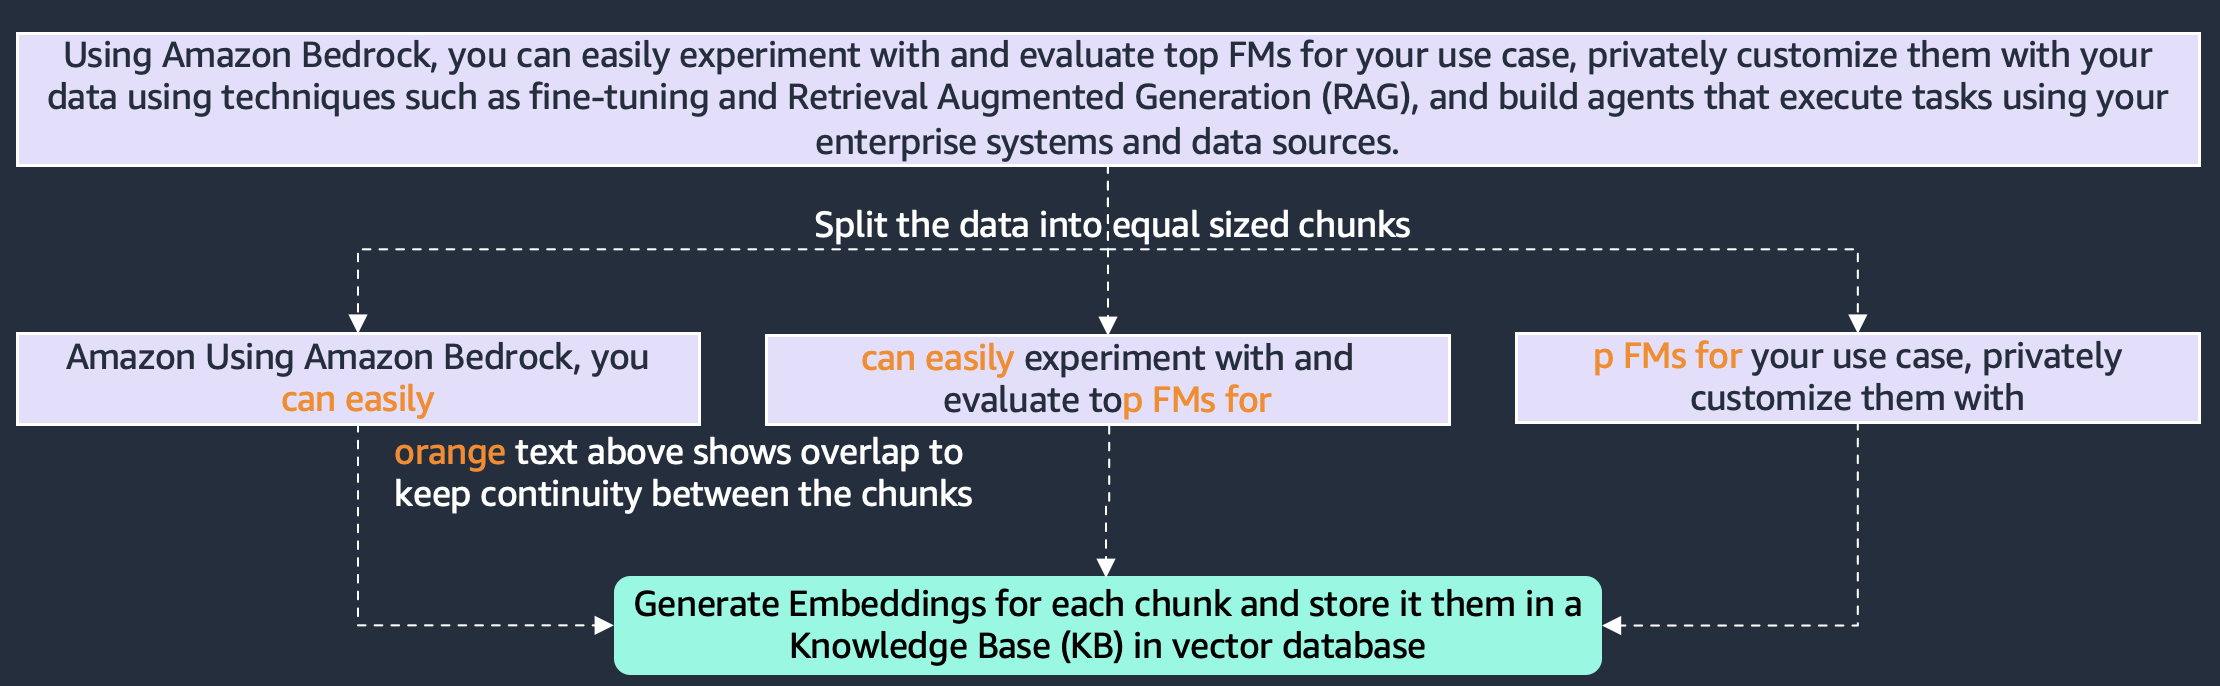 Using Amazon Bedrock, you can easily experiment with and evaluate top FMs for your use case, privately customize them with your
data using techniques such as fine-tuning and Retrieval Augmented Generation (RAG), and build agents that execute tasks using your
enterprise systems and data sources.
Split the data into equal sized chunks
Amazon Using Amazon Bedrock, you
can easily
can easily experiment with and
evaluate top FMs for
p FMs for your use case, privately
customize them with
orange text above shows overlap to
keep continuity between the chunks
Generate Embeddings for each chunk and store it them in a
Knowledge Base (KB) in vector database